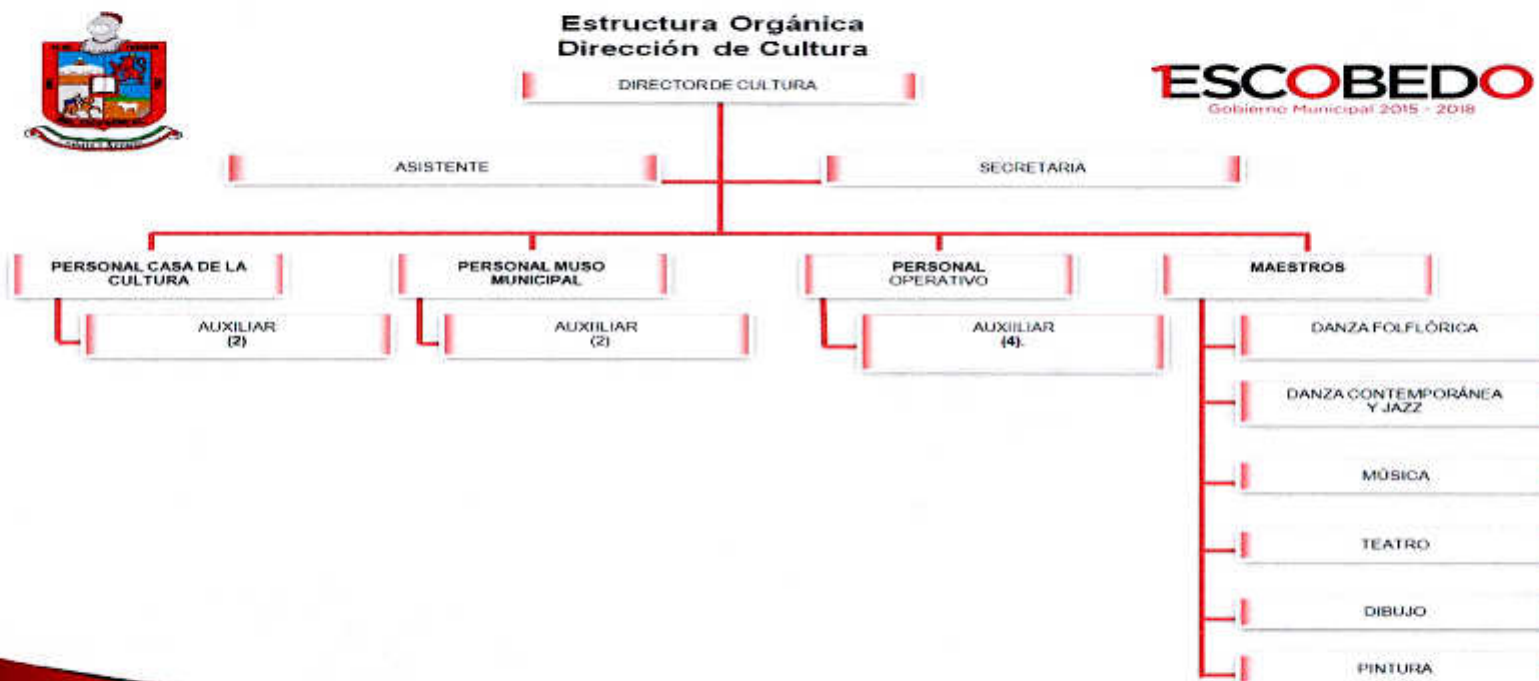 Estructura Orgánica
Dirección de Cultura
DIRECTOR DE CULTURA
ESCOBEDO
Gobierno Municipal 2015 - 2018
ASISTENTE
SECRETARIA
PERSONAL CASA DE LA
CULTURA
PERSONAL MUSO
MUNICIPAL
PERSONAL
OPERATIVO
MAESTROS
AUXILIAR
(2)
AUXIILIAR
(2)
AUXIILIAR
(4).
DANZA FOLFLÓRICA
DANZA CONTEMPORÁNEA
Y JAZZ
MÚSICA
TEATRO
DIBUJO
PINTURA